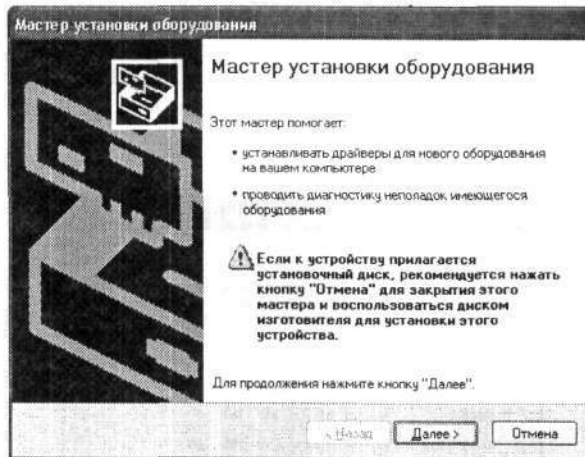 Мастер установки оборудования
Мастер установки оборудования
Этот мастер помогает:
• устанавливать драйверы для нового оборудования
на вашем компьютере
• проводить диагностику неполадок имеющегося
оборудования
Если к устройству прилагается
установочный диск, рекомендуется нажать
кнопку "Отмена" для закрытия этого
мастера и воспользоваться диском
изготовителя для установки этого
устройства.
Для продолжения нажмите кнопку "Далее".
< Назад Далее > Отмена